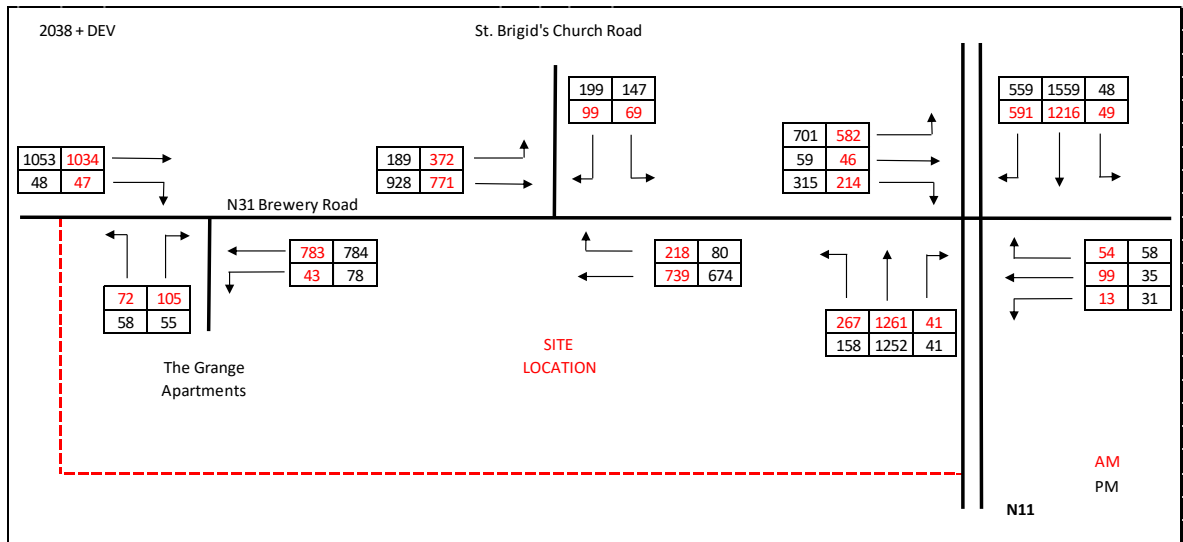 2038 + DEV
St. Brigid's Church Road
199 147
99 69
559 1559 48
591 1216 49
701 582
59 46
315 214
1053 1034
48 47
189 372
928 771
N31 Brewery Road
783 784
43 78
218 80
739 674
54 58
99 35
13 31
72 105
58 55
267 1261 41
158 1252 41
The Grange
Apartments
SITE
LOCATION
AM
PM
N11